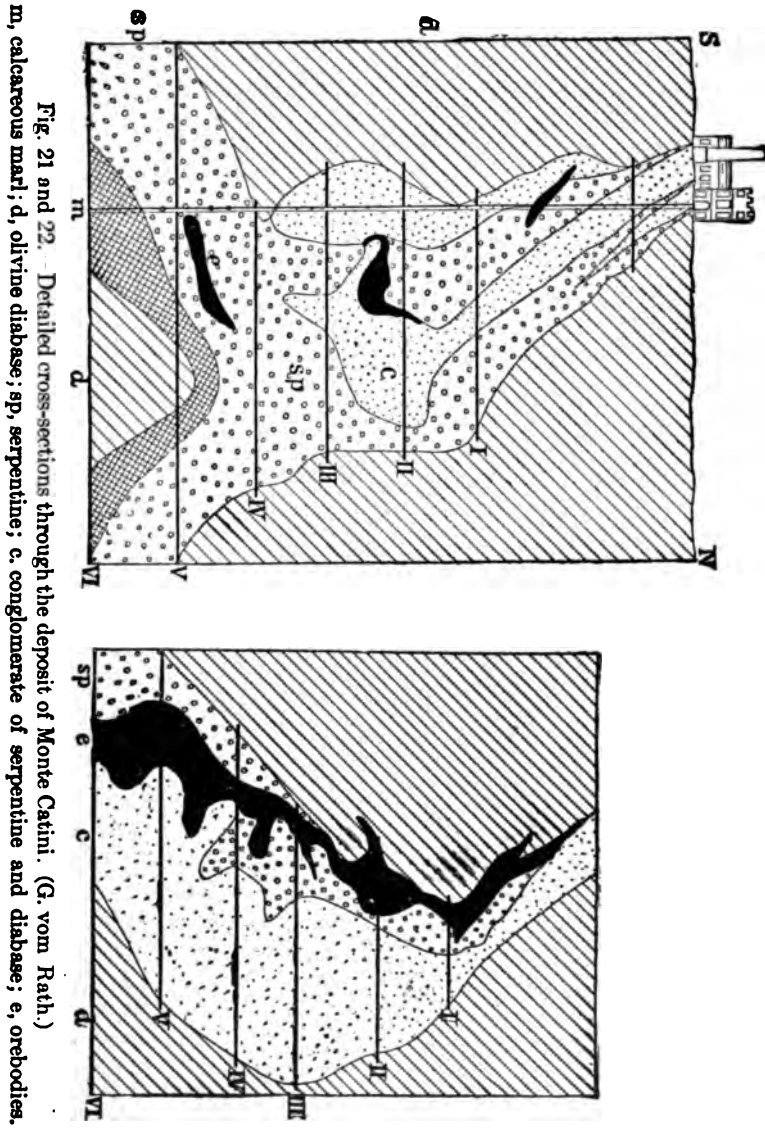 S N
d
I
II
c
III
sp
IV
e
V
sp m d VI
I
II
III
IV
V
sp e c d VI
Fig. 21 and 22. Detailed cross-sections through the deposit of Monte Catini. (G. vom Rath.)
m, calcareous marl; d, olivine diabase; sp, serpentine; c. conglomerate of serpentine and diabase; e, orebodies.